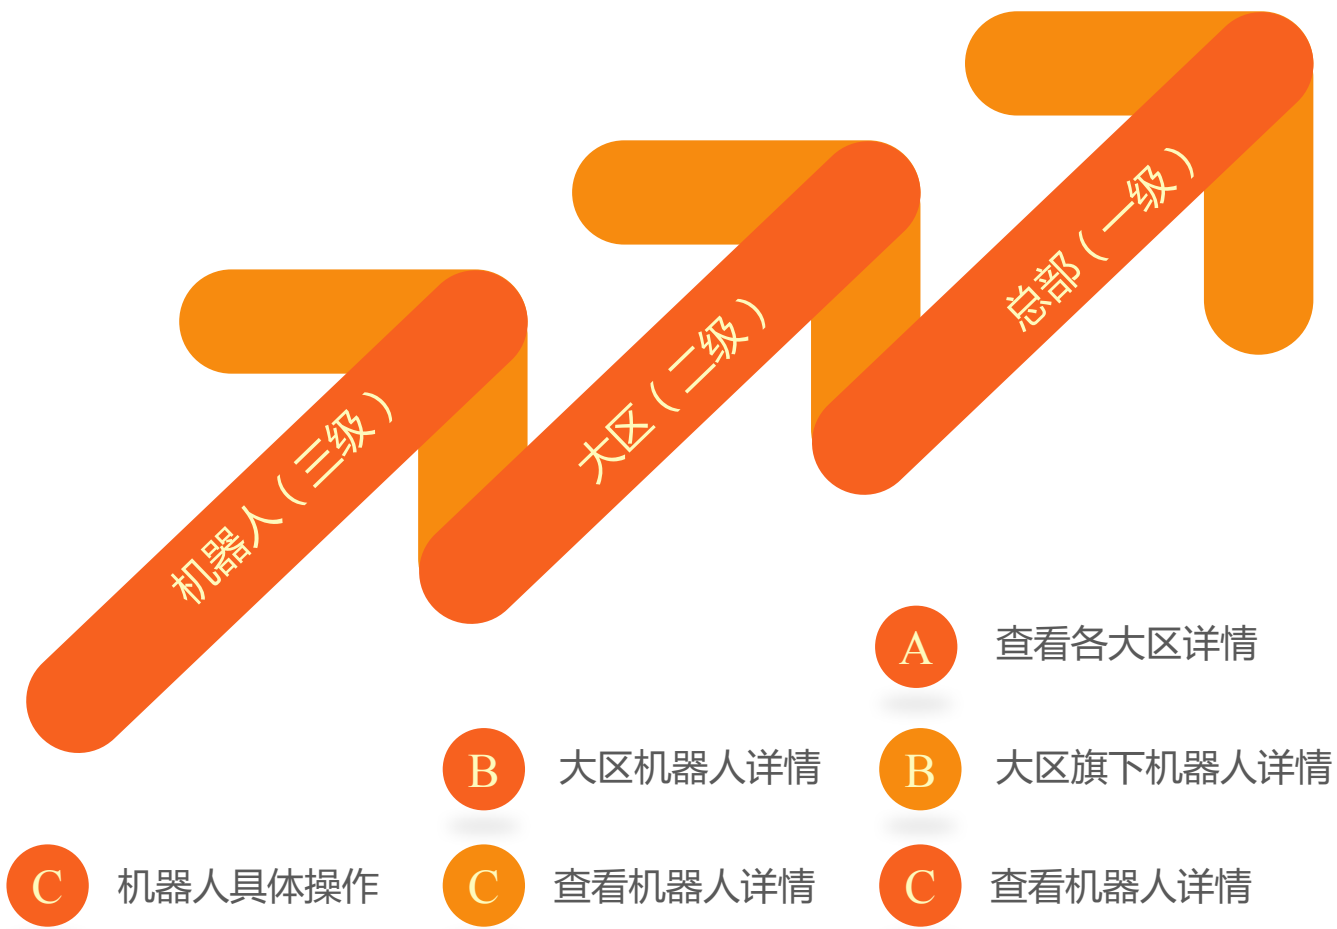 机器人（三级）
大区（二级）
总部（一级）
A 查看各大区详情
B 大区机器人详情
B 大区旗下机器人详情
C 机器人具体操作
C 查看机器人详情
C 查看机器人详情